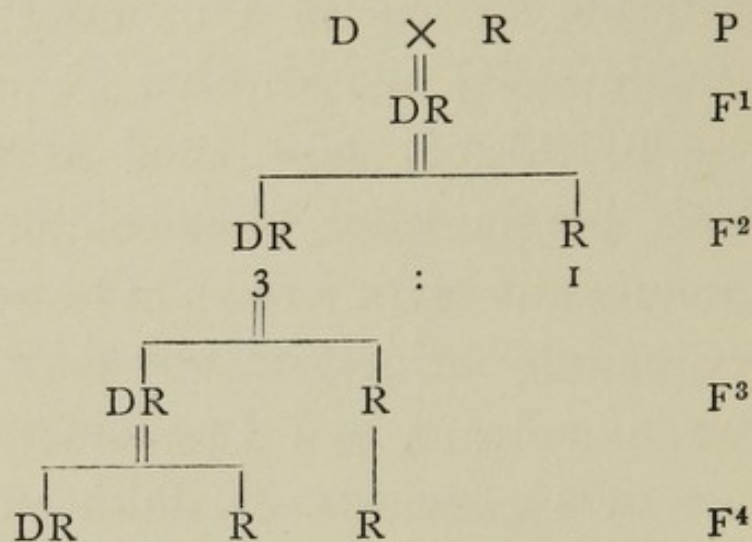 D × R P
DR F¹
DR R F²
3 : 1
DR R F³
DR R R F⁴